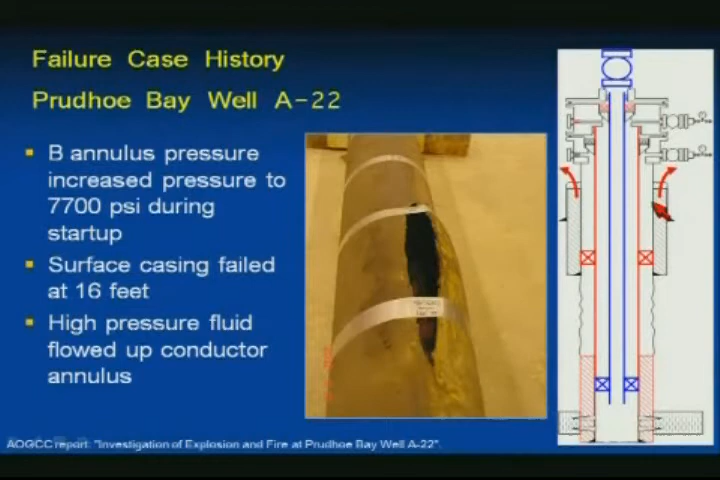 Failure Case History
Prudhoe Bay Well A-22
B annulus pressure
increased pressure to
7700 psi during
startup
Surface casing failed
at 16 feet
High pressure fluid
flowed up conductor
annulus
AOGCC report: "Investigation of Explosion and Fire at Prudhoe Bay Well A-22".